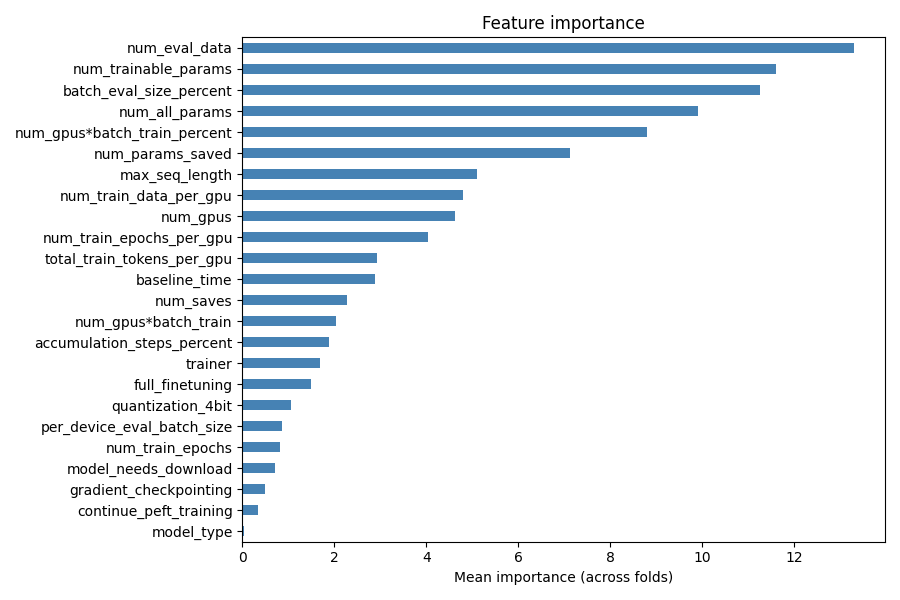 Feature importance
num_eval_data
num_trainable_params
batch_eval_size_percent
num_all_params
num_gpus*batch_train_percent
num_params_saved
max_seq_length
num_train_data_per_gpu
num_gpus
num_train_epochs_per_gpu
total_train_tokens_per_gpu
baseline_time
num_saves
num_gpus*batch_train
accumulation_steps_percent
trainer
full_finetuning
quantization_4bit
per_device_eval_batch_size
num_train_epochs
model_needs_download
gradient_checkpointing
continue_peft_training
model_type
0 2 4 6 8 10 12
Mean importance (across folds)